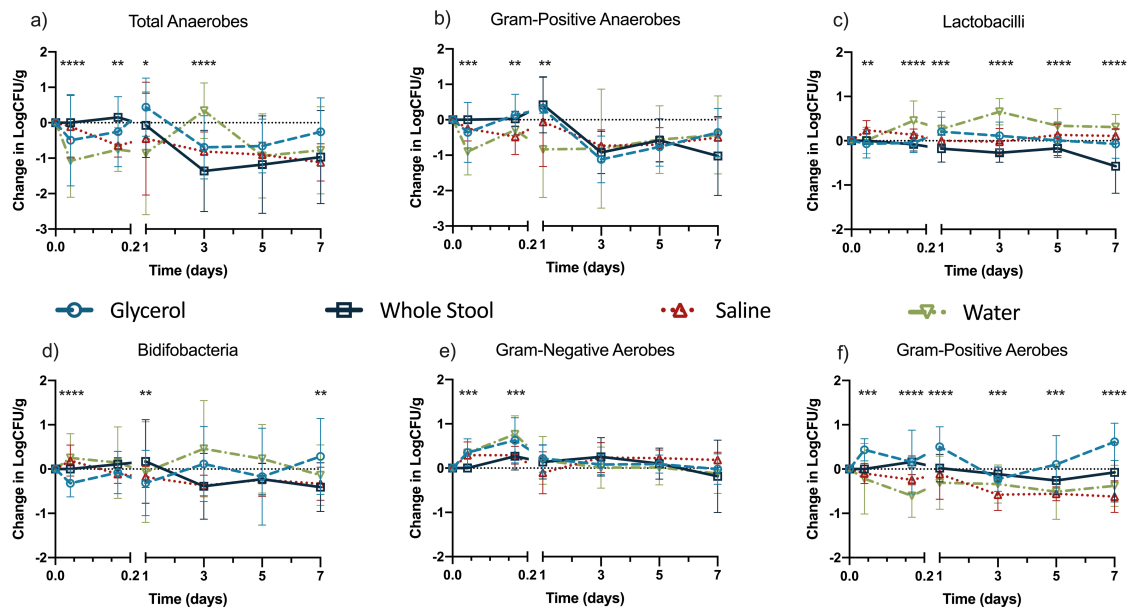 a) Total Anaerobes
Change in LogCFU/g
2
1
0
-1
-2
-3
**** ** * ****
0.0 0.2 1 3 5 7
Time (days)
b) Gram-Positive Anaerobes
Change in LogCFU/g
2
1
0
-1
-2
-3
*** ** **
0.0 0.2 1 3 5 7
Time (days)
c) Lactobacilli
Change in LogCFU/g
2
1
0
-1
-2
** **** *** **** **** ****
0.0 0.2 1 3 5 7
Time (days)
Glycerol Whole Stool Saline Water
d) Bidifobacteria
Change in LogCFU/g
2
1
0
-1
-2
**** ** **
0.0 0.2 1 3 5 7
Time (days)
e) Gram-Negative Aerobes
Change in LogCFU/g
2
1
0
-1
-2
*** ***
0.0 0.2 1 3 5 7
Time (days)
f) Gram-Positive Aerobes
Change in LogCFU/g
2
1
0
-1
-2
*** **** **** *** *** ****
0.0 0.2 1 3 5 7
Time (days)